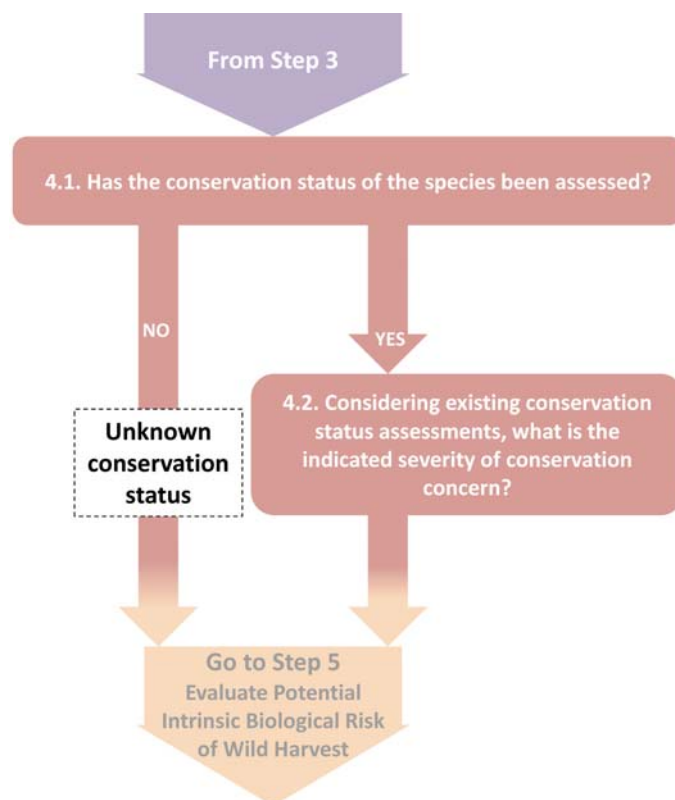 From Step 3
4.1. Has the conservation status of the species been assessed?
NO
YES
Unknown
conservation
status
4.2. Considering existing conservation
status assessments, what is the
indicated severity of conservation
concern?
Go to Step 5
Evaluate Potential
Intrinsic Biological Risk
of Wild Harvest